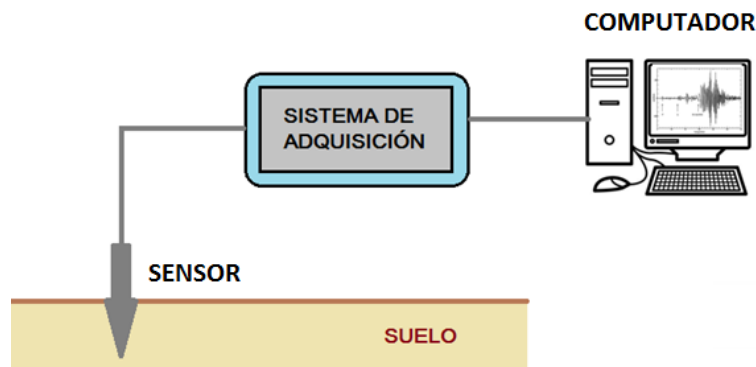 COMPUTADOR
SISTEMA DE
ADQUISICIÓN
SENSOR
SUELO